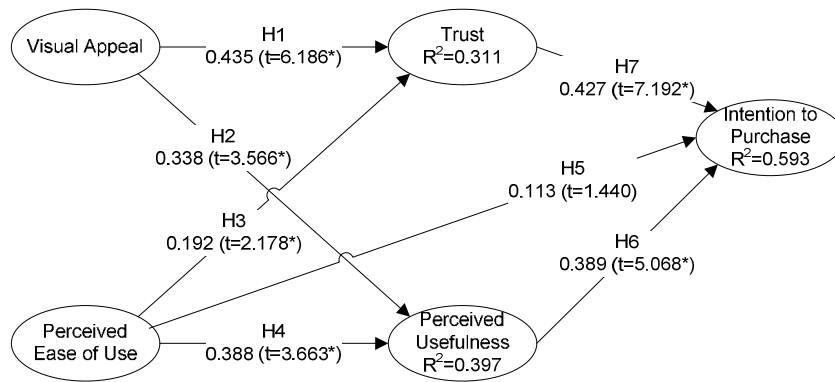 Visual Appeal
H1
0.435 (t=6.186*)
Trust
R²=0.311
H7
0.427 (t=7.192*)
Intention to
Purchase
R²=0.593
H2
0.338 (t=3.566*)
H5
0.113 (t=1.440)
H3
0.192 (t=2.178*)
H6
0.389 (t=5.068*)
Perceived
Ease of Use
H4
0.388 (t=3.663*)
Perceived
Usefulness
R²=0.397